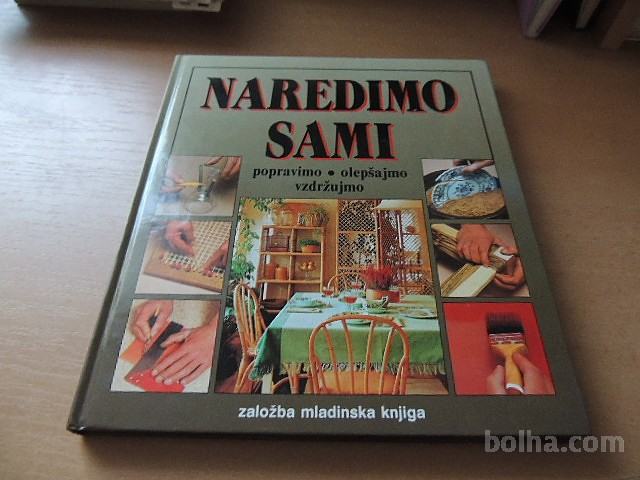 NAREDIMO
SAMI
popravimo • olepšajmo
vzdržujmo
založba mladinska knjiga
bolha.com